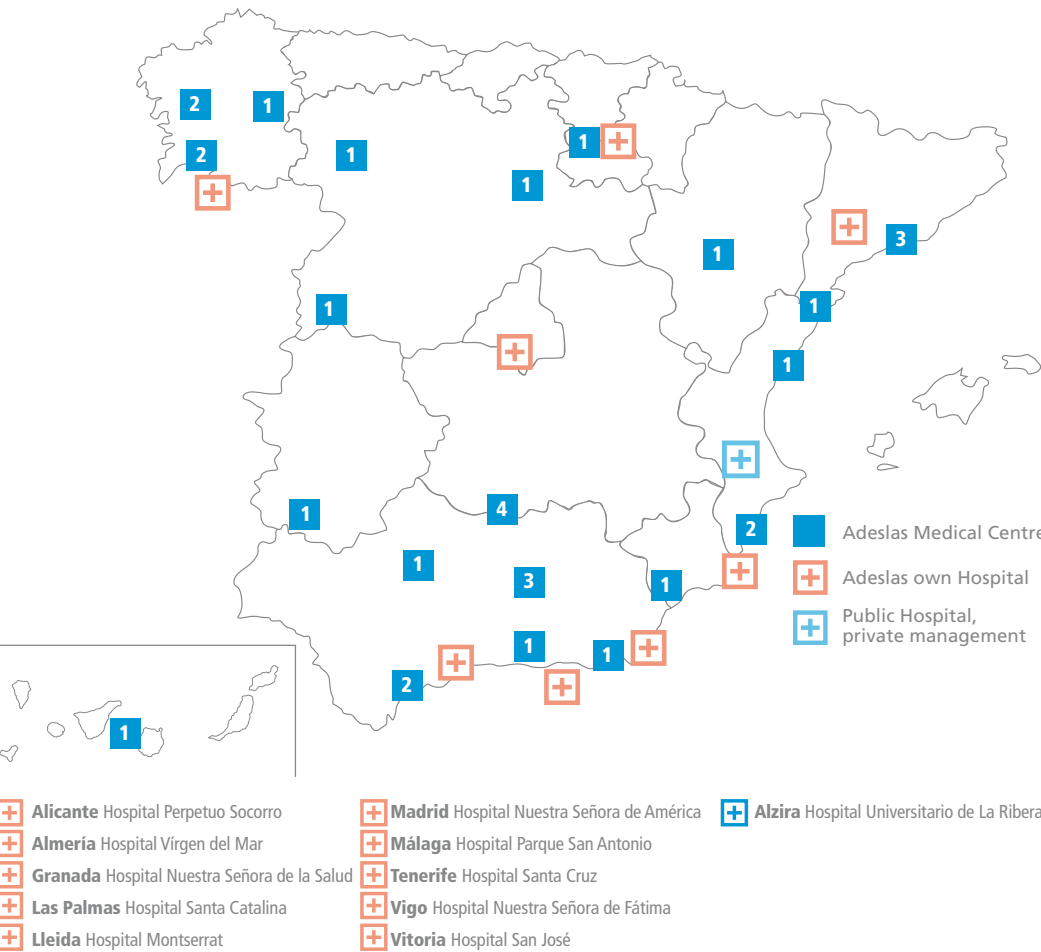 2
1
2
1
1
1
1
3
1
1
1
1
4
2
1
3
1
1
1
2
1
Adeslas Medical Centre
Adeslas own Hospital
Public Hospital,
private management
Alicante Hospital Perpetuo Socorro
Almería Hospital Vírgen del Mar
Granada Hospital Nuestra Señora de la Salud
Las Palmas Hospital Santa Catalina
Lleida Hospital Montserrat
Madrid Hospital Nuestra Señora de América
Málaga Hospital Parque San Antonio
Tenerife Hospital Santa Cruz
Vigo Hospital Nuestra Señora de Fátima
Vitoria Hospital San José
Alzira Hospital Universitario de La Ribera